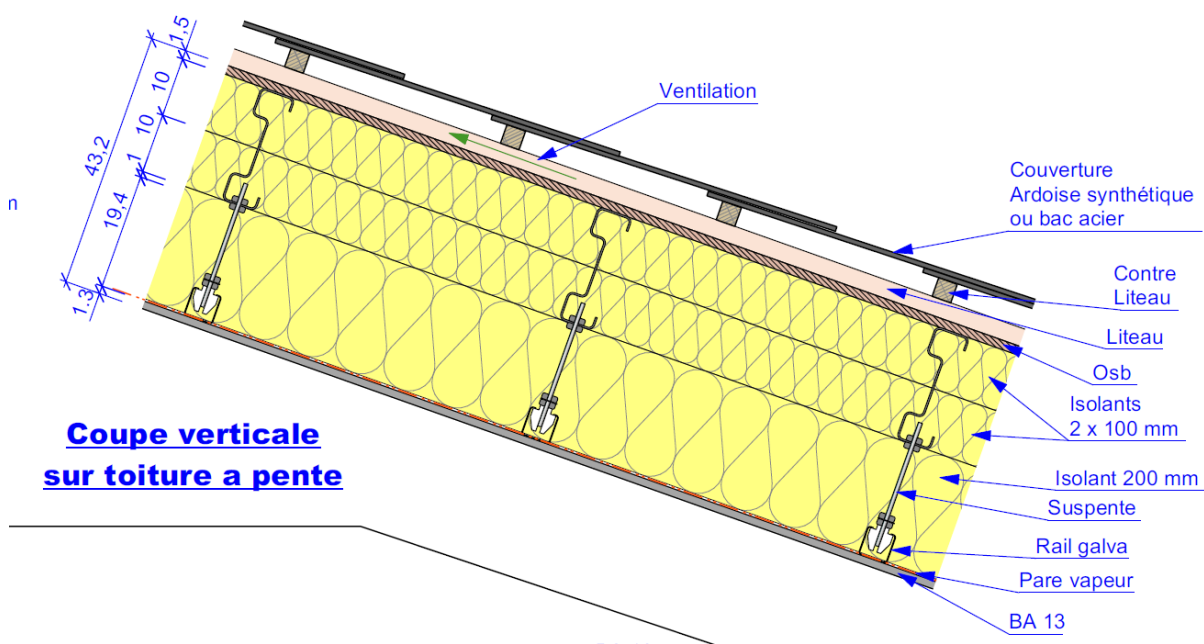 1,5
10
10
1
19,4
43,2
1.3
m
Ventilation
Couverture
Ardoise synthétique
ou bac acier
Contre
Liteau
Liteau
Osb
Isolants
2 x 100 mm
Isolant 200 mm
Suspente
Rail galva
Pare vapeur
BA 13
Coupe verticale
sur toiture a pente